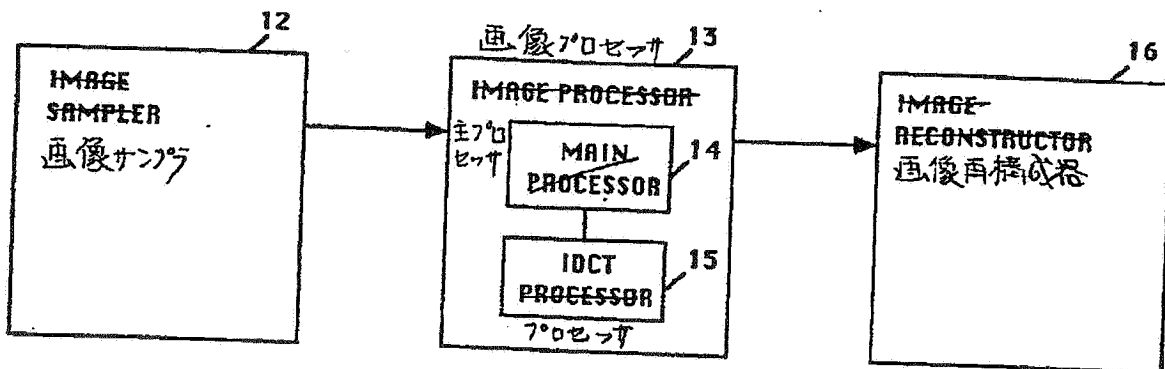 12
IMAGE
SAMPLER
画像サンプラ
画像プロセッサ
13
IMAGE PROCESSOR
主プロ
セッサ
MAIN
PROCESSOR
14
IDCT
PROCESSOR
15
プロセッサ
16
IMAGE
RECONSTRUCTOR
画像再構成器